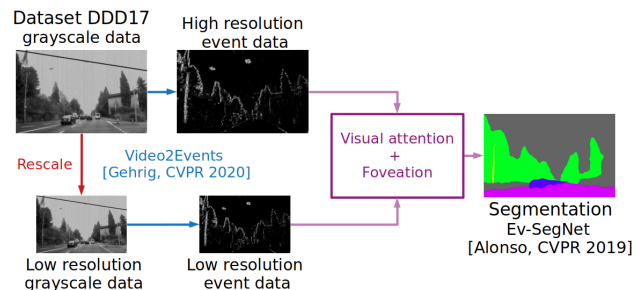 Dataset DDD17
grayscale data
High resolution
event data
Rescale
Video2Events
[Gehrig, CVPR 2020]
Visual attention
+
Foveation
Low resolution
grayscale data
Low resolution
event data
Segmentation
Ev-SegNet
[Alonso, CVPR 2019]